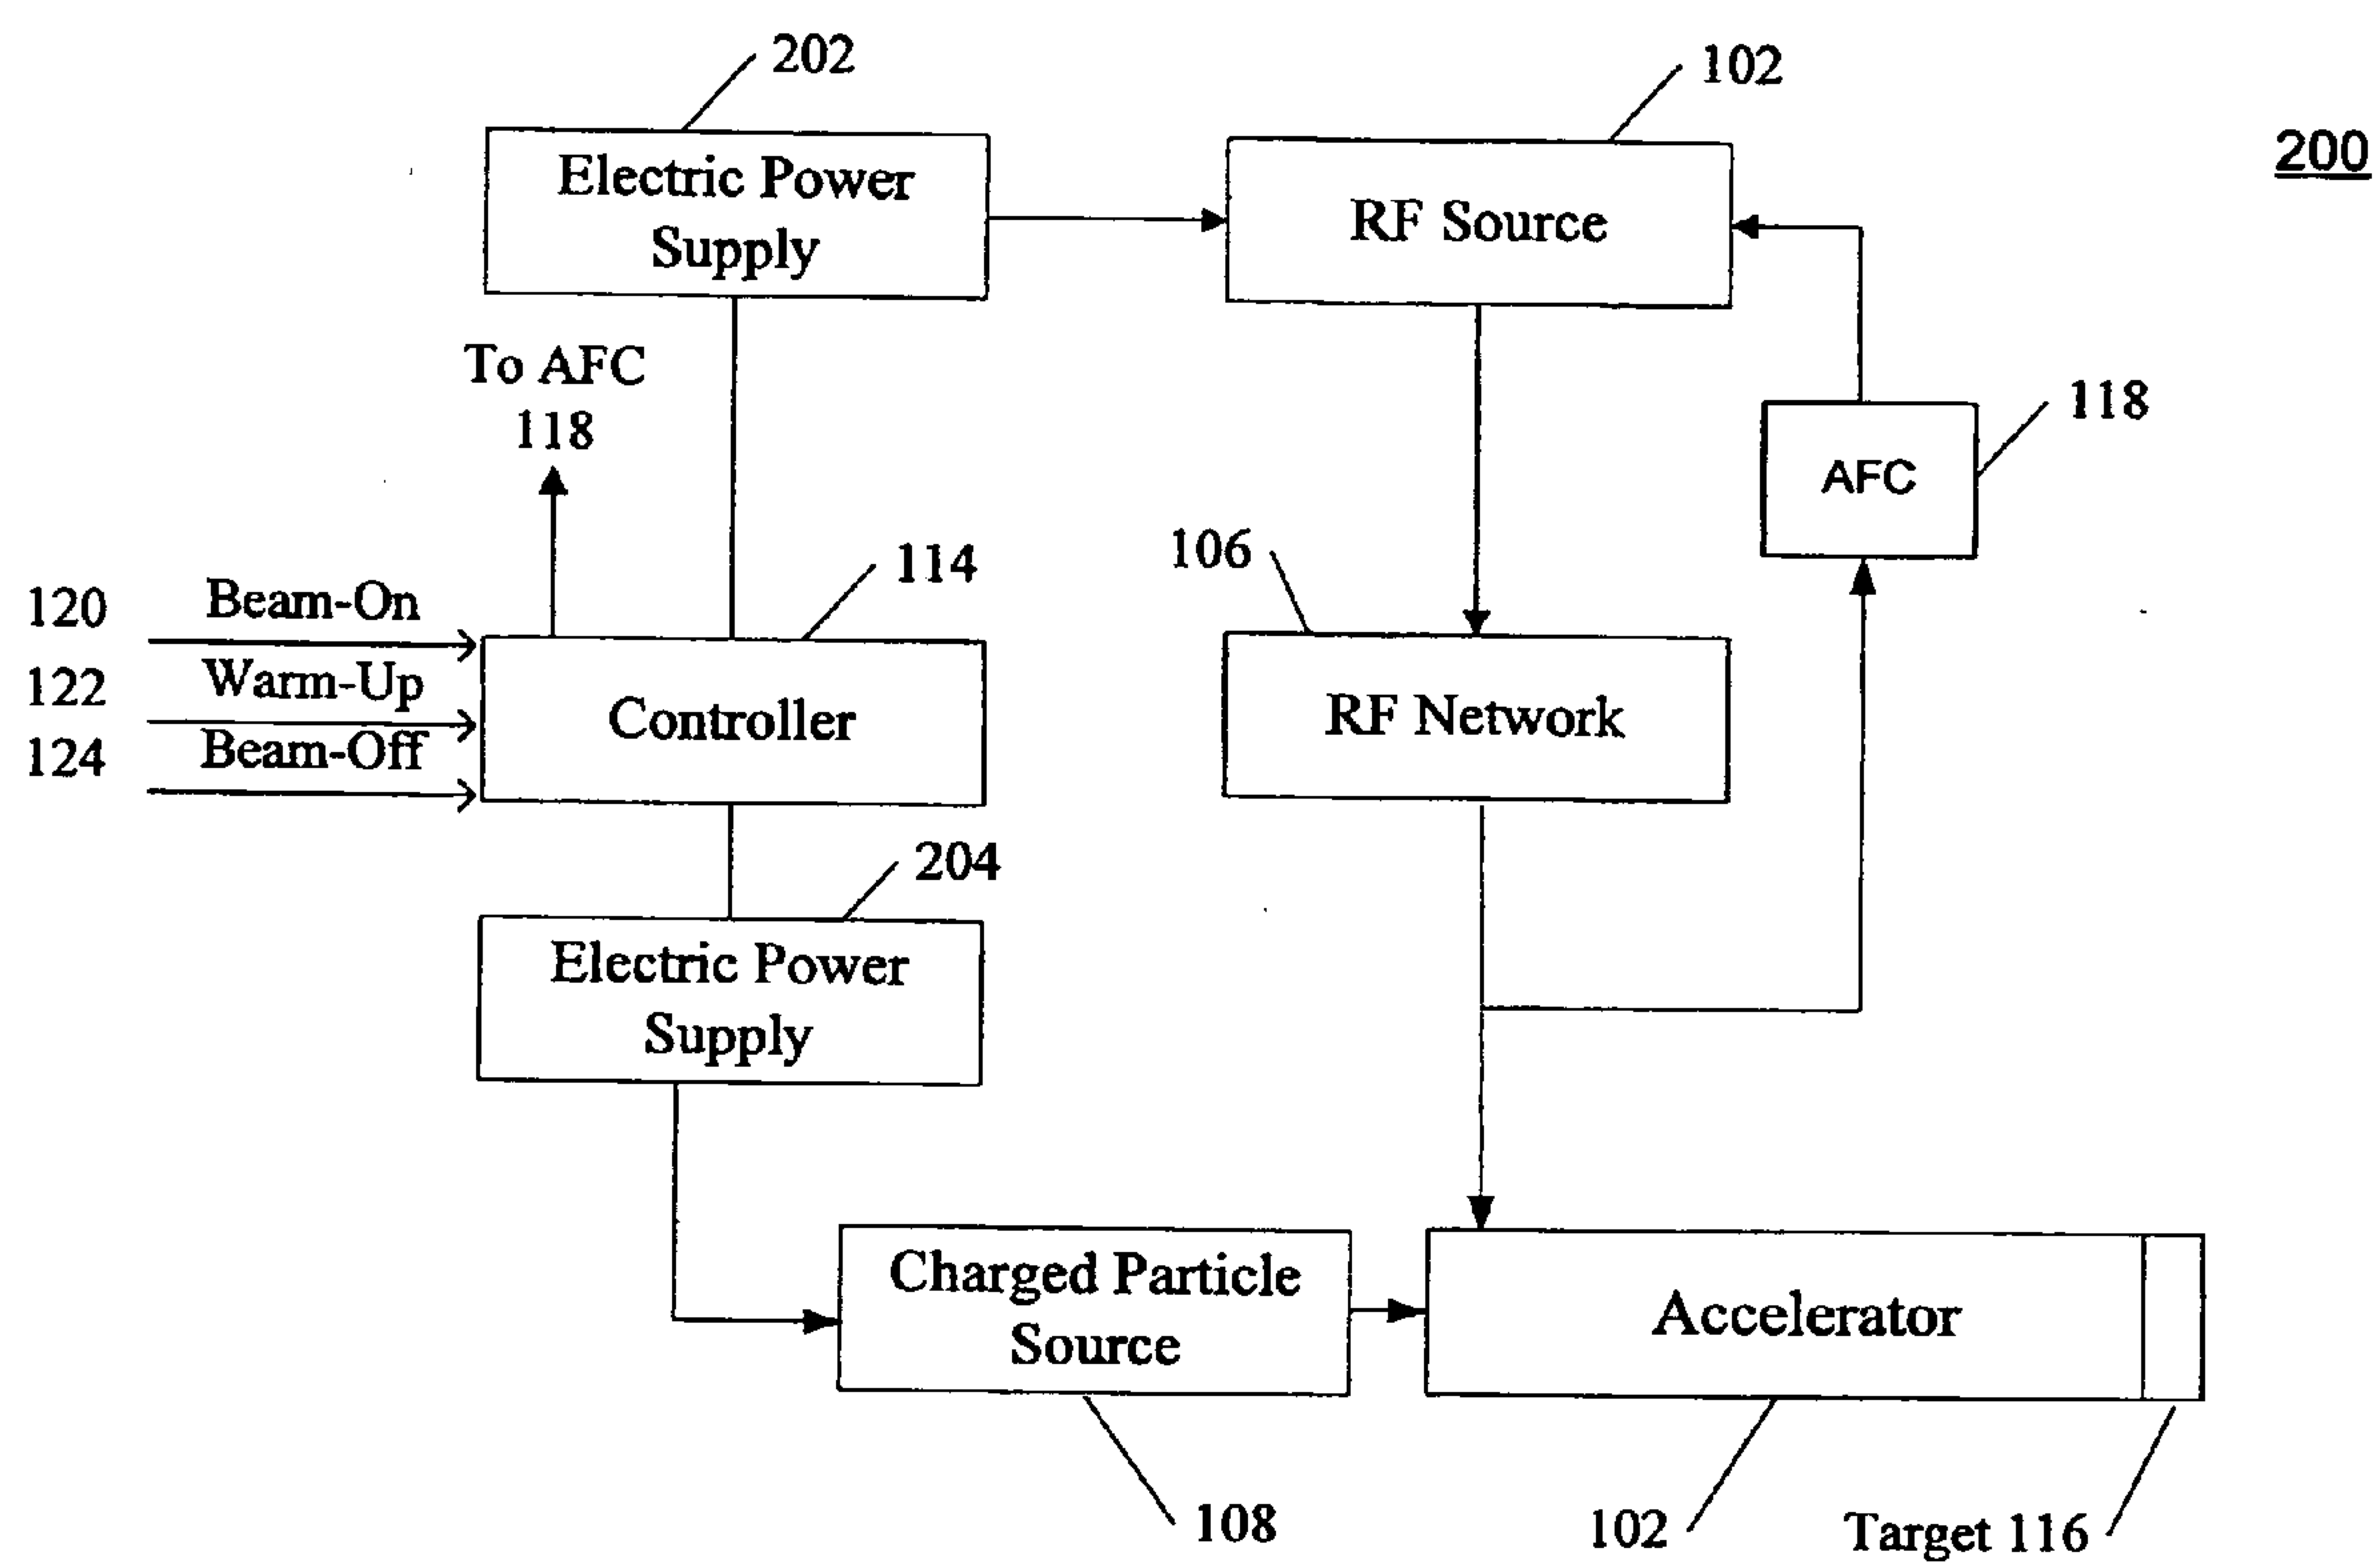 202
102
200
Electric Power
Supply
RF Source
To AFC
118
118
AFC
106
114
120
Beam-On
122
Warm-Up
124
Beam-Off
Controller
RF Network
204
Electric Power
Supply
Charged Particle
Source
Accelerator
108
102
Target 116